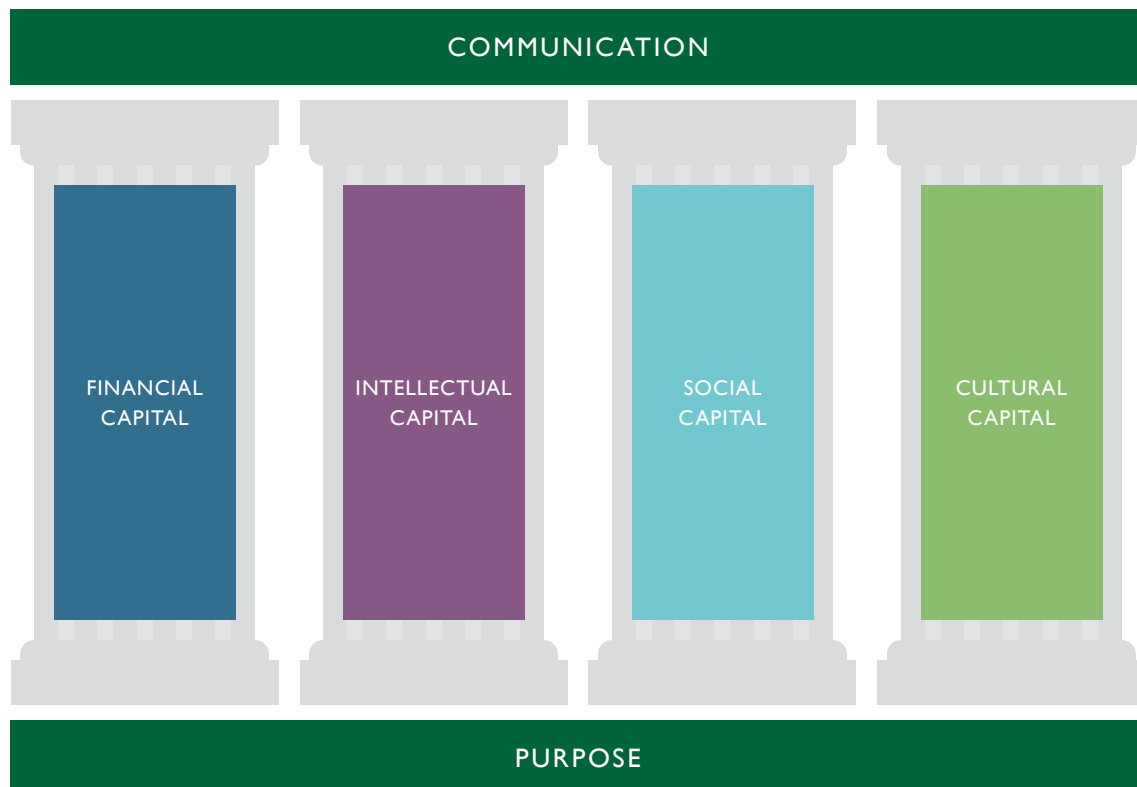 COMMUNICATION
FINANCIAL
CAPITAL
INTELLECTUAL
CAPITAL
SOCIAL
CAPITAL
CULTURAL
CAPITAL
PURPOSE